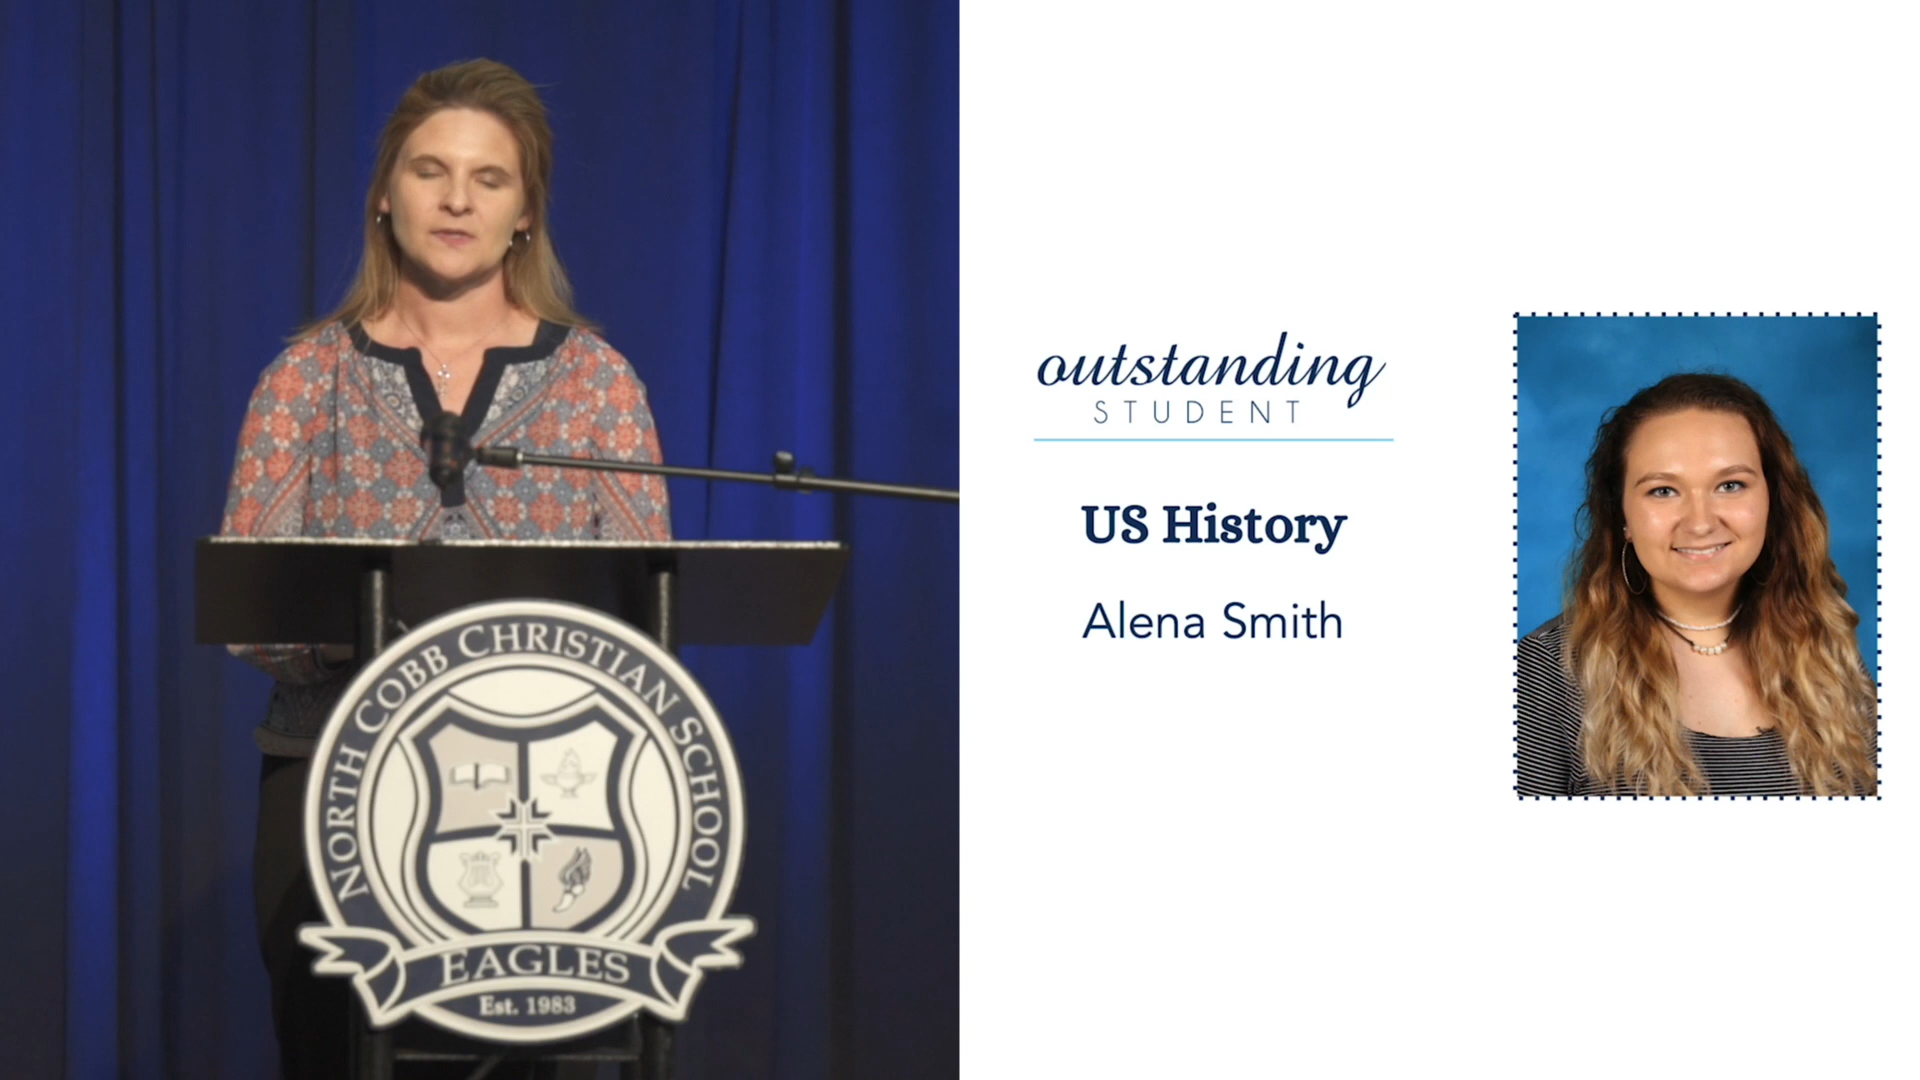 NORTH COBB CHRISTIAN SCHOOL
EAGLES
Est. 1983
outstanding
STUDENT
US History
Alena Smith